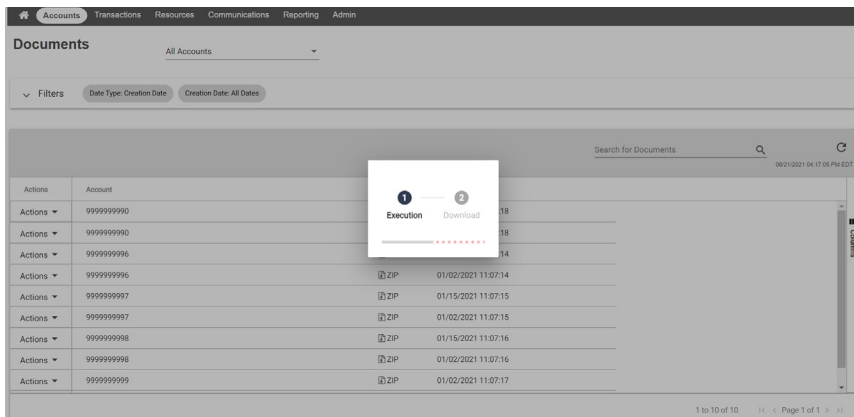 Accounts Transactions Resources Communications Reporting Admin
Documents
All Accounts
Filters Date Type: Creation Date Creation Date: All Dates
Search for Documents
06/21/2021 04:17:05 PM EDT
Actions Account
1 2
Execution Download
Actions 9999999990 :18
Actions 9999999990 :18
Actions 9999999996 :14
Actions 9999999996 ZIP 01/02/2021 11:07:14
Actions 9999999997 ZIP 01/15/2021 11:07:15
Actions 9999999997 ZIP 01/02/2021 11:07:15
Actions 9999999998 ZIP 01/15/2021 11:07:16
Actions 9999999998 ZIP 01/02/2021 11:07:16
Actions 9999999999 ZIP 01/02/2021 11:07:17
Columns
1 to 10 of 10 |< < Page 1 of 1 > >|